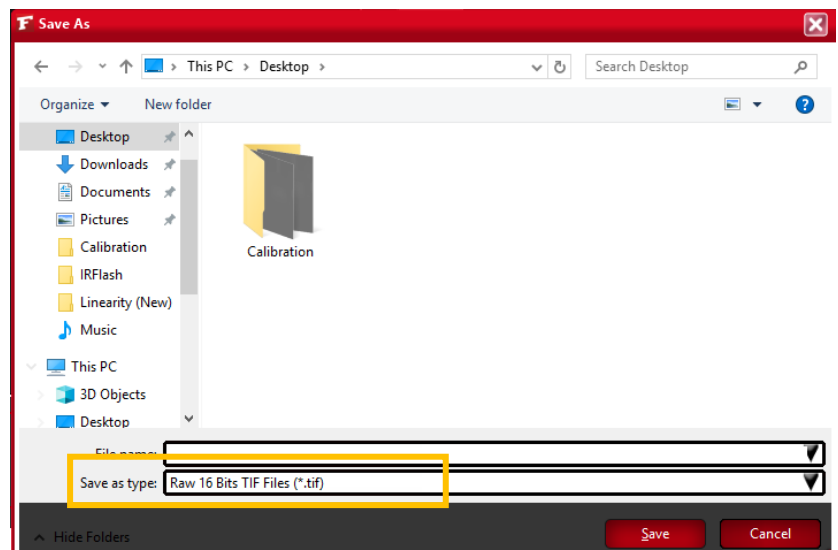 Save As
This PC > Desktop >
Search Desktop
Organize
New folder
Desktop
Downloads
Documents
Pictures
Calibration
IRFlash
Linearity (New)
Music
This PC
3D Objects
Desktop
Calibration
File name:
Save as type: Raw 16 Bits TIF Files (*.tif)
Hide Folders
Save
Cancel